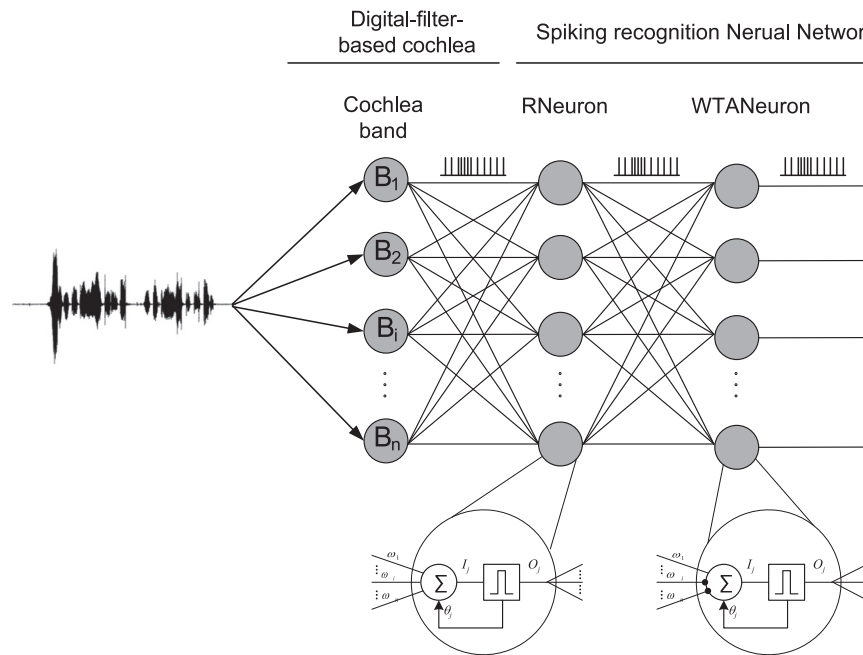 Digital-filter-
based cochlea
Spiking recognition Nerual Networ
Cochlea
band
RNeuron
WTANeuron
B₁
B₂
Bᵢ
Bₙ
ω₁
ωᵢ
ωₙ
Σ
Iⱼ
Oⱼ
θⱼ
ω₁
ωᵢ
ωₙ
Σ
Iⱼ
Oⱼ
θⱼ